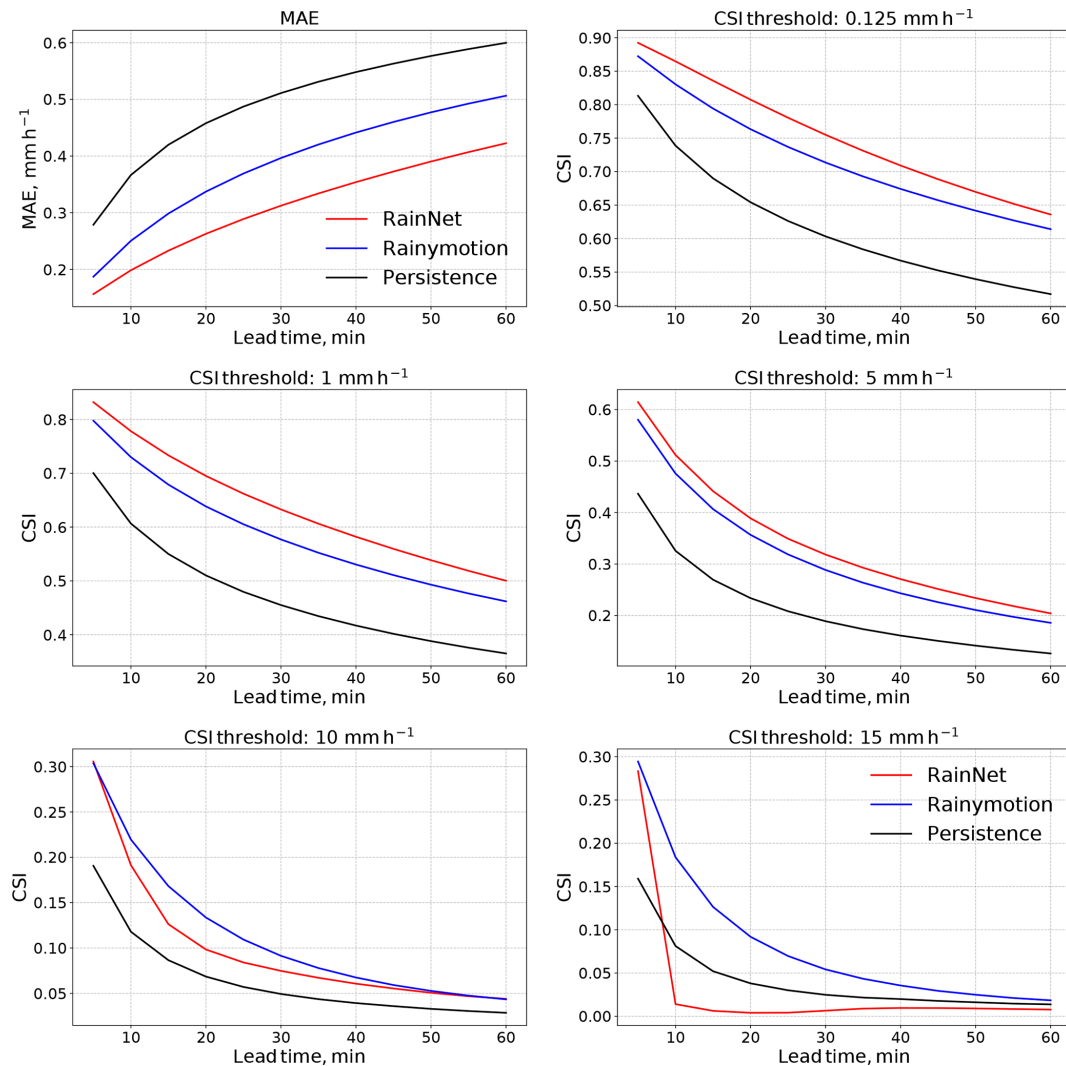 MAE
MAE, mm h⁻¹
0.6
0.5
0.4
0.3
0.2
RainNet
Rainymotion
Persistence
10 20 30 40 50 60
Lead time, min
CSI threshold: 0.125 mm h⁻¹
CSI
0.90
0.85
0.80
0.75
0.70
0.65
0.60
0.55
0.50
10 20 30 40 50 60
Lead time, min
CSI threshold: 1 mm h⁻¹
CSI
0.8
0.7
0.6
0.5
0.4
10 20 30 40 50 60
Lead time, min
CSI threshold: 5 mm h⁻¹
CSI
0.6
0.5
0.4
0.3
0.2
10 20 30 40 50 60
Lead time, min
CSI threshold: 10 mm h⁻¹
CSI
0.30
0.25
0.20
0.15
0.10
0.05
10 20 30 40 50 60
Lead time, min
CSI threshold: 15 mm h⁻¹
CSI
0.30
0.25
0.20
0.15
0.10
0.05
0.00
RainNet
Rainymotion
Persistence
10 20 30 40 50 60
Lead time, min